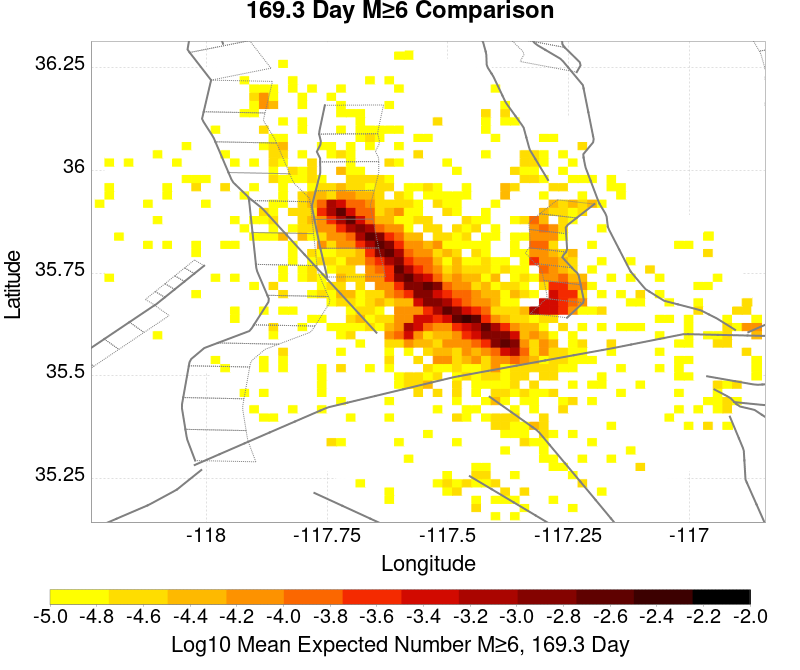 169.3 Day M≥6 Comparison
36.25
36
35.75
35.5
35.25
Latitude
-118 -117.75 -117.5 -117.25 -117
Longitude
-5.0 -4.8 -4.6 -4.4 -4.2 -4.0 -3.8 -3.6 -3.4 -3.2 -3.0 -2.8 -2.6 -2.4 -2.2 -2.0
Log10 Mean Expected Number M≥6, 169.3 Day